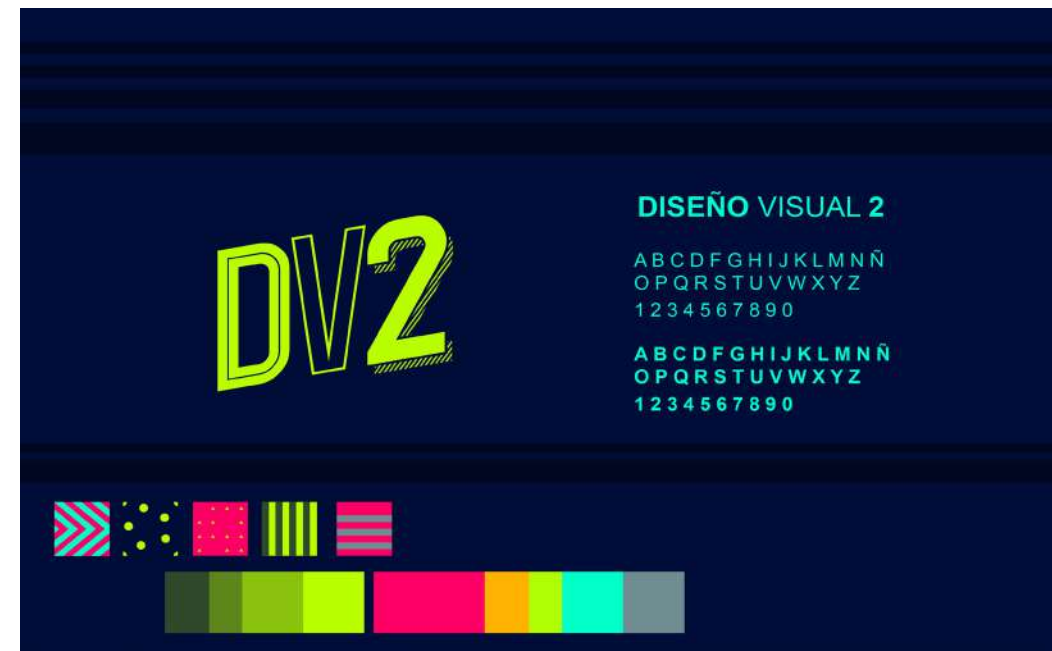 DV2
DISEÑO VISUAL 2
ABCDFGHIJKLMNÑ
OPQRSTUVWXYZ
1234567890
ABCDFGHIJKLMNÑ
OPQRSTUVWXYZ
1234567890